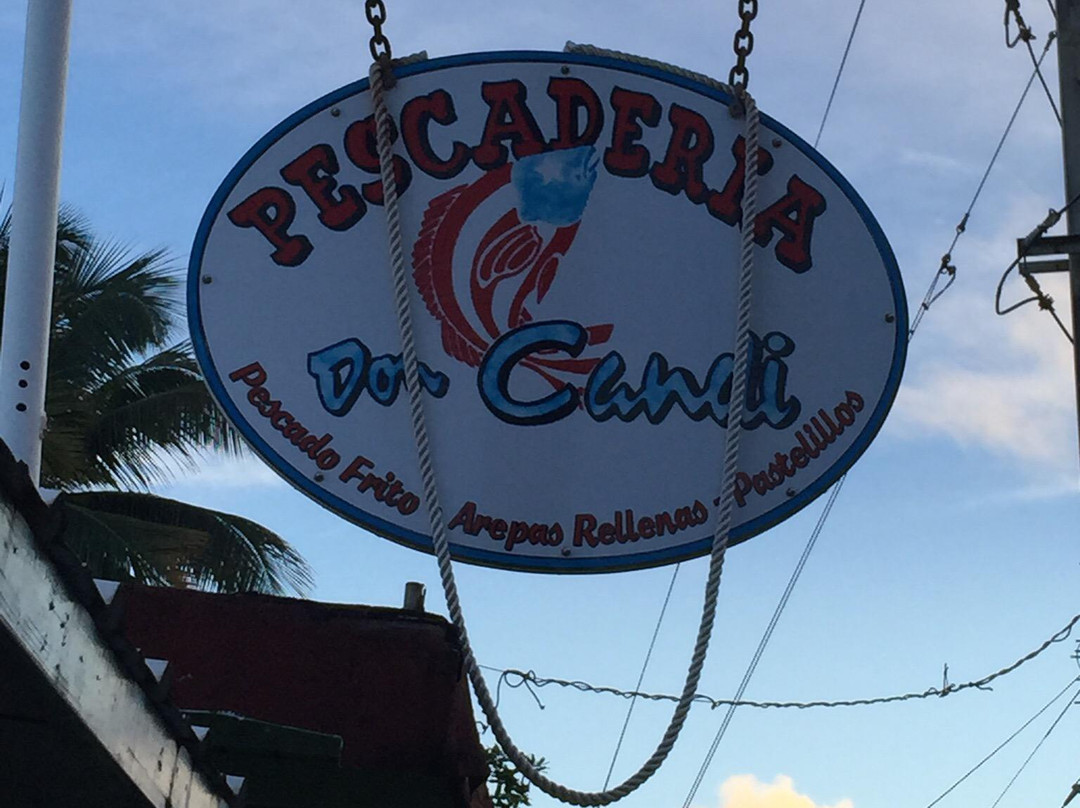 PESCADERIA
Don Candi
Pescado Frito Arepas Rellenas - Pastelillos